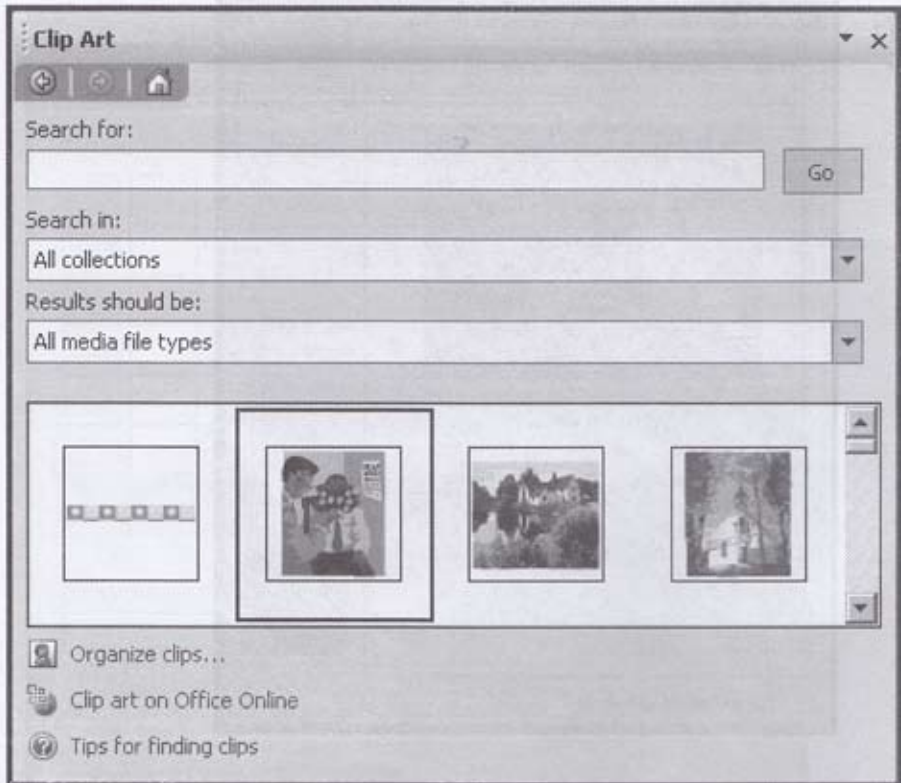 Clip Art
Search for:
Go
Search in:
All collections
Results should be:
All media file types
Organize clips...
Clip art on Office Online
Tips for finding clips